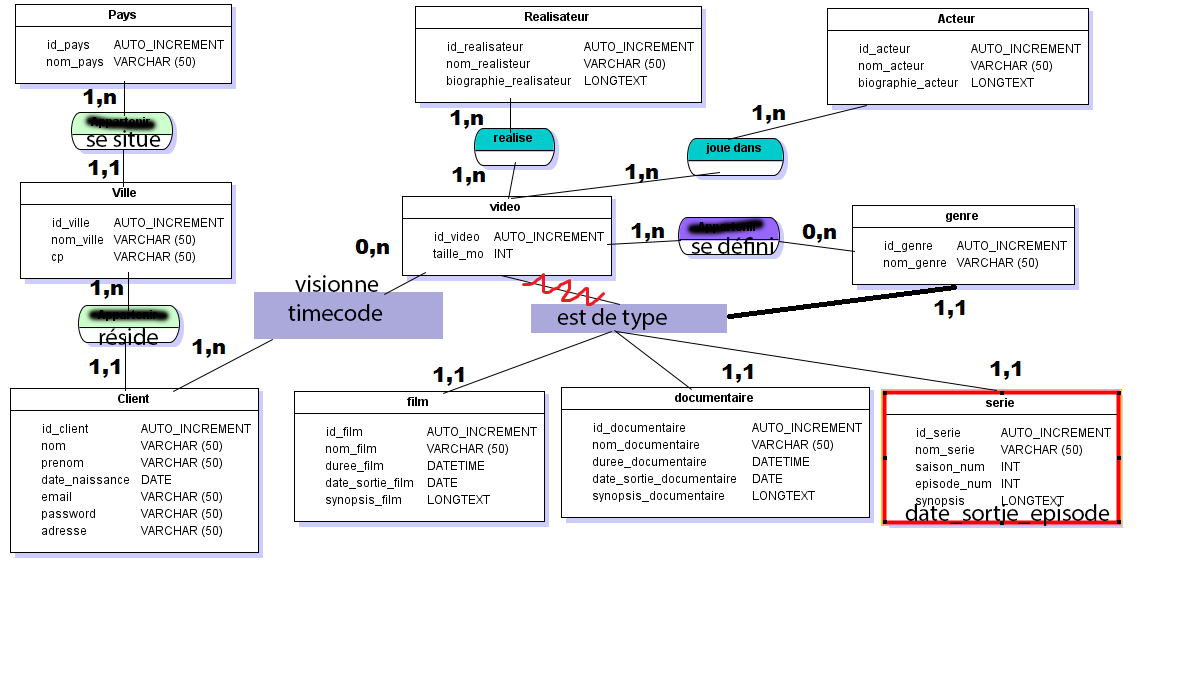 Pays
id_pays AUTO_INCREMENT
nom_pays VARCHAR (50)
1,n
se situe
1,1
Ville
id_ville AUTO_INCREMENT
nom_ville VARCHAR (50)
cp VARCHAR (50)
1,n
réside
1,1
Client
id_client AUTO_INCREMENT
nom VARCHAR (50)
prenom VARCHAR (50)
date_naissance DATE
email VARCHAR (50)
password VARCHAR (50)
adresse VARCHAR (50)
Realisateur
id_realisateur AUTO_INCREMENT
nom_realisteur VARCHAR (50)
biographie_realisateur LONGTEXT
1,n
realise
1,n
Acteur
id_acteur AUTO_INCREMENT
nom_acteur VARCHAR (50)
biographie_acteur LONGTEXT
1,n
joue dans
1,n
video
id_video AUTO_INCREMENT
taille_mo INT
0,n
visionne
timecode
1,n
1,n
se défini
0,n
genre
id_genre AUTO_INCREMENT
nom_genre VARCHAR (50)
1,1
est de type
1,1
film
id_film AUTO_INCREMENT
nom_film VARCHAR (50)
duree_film DATETIME
date_sortie_film DATE
synopsis_film LONGTEXT
1,1
documentaire
id_documentaire AUTO_INCREMENT
nom_documentaire VARCHAR (50)
duree_documentaire DATETIME
date_sortie_documentaire DATE
synopsis_documentaire LONGTEXT
1,1
serie
id_serie AUTO_INCREMENT
nom_serie VARCHAR (50)
saison_num INT
episode_num INT
synopsis LONGTEXT
date_sortie_episode